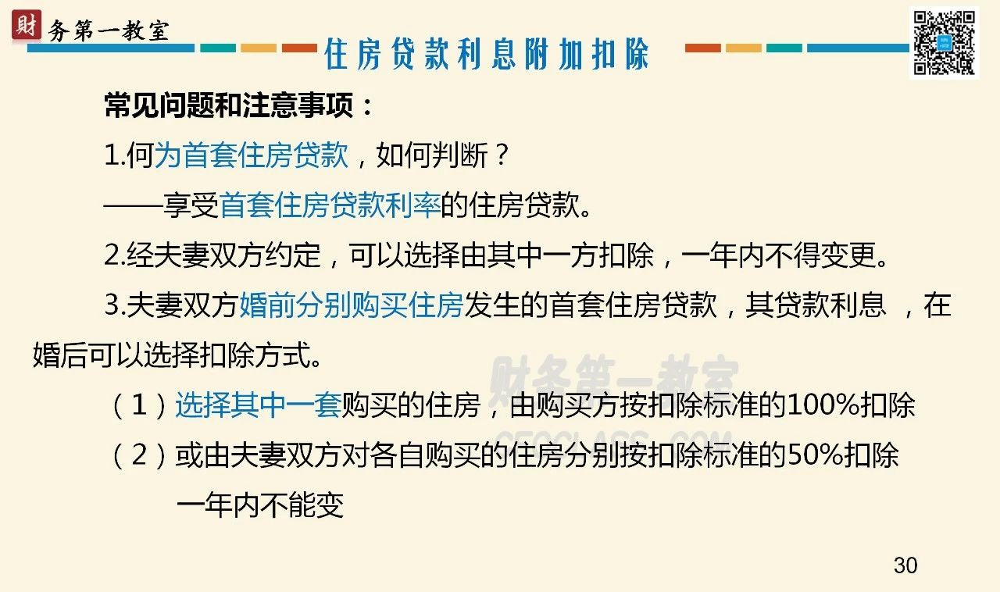 財 务第一教室
住房贷款利息附加扣除
常见问题和注意事项：
1.何为首套住房贷款，如何判断？
——享受首套住房贷款利率的住房贷款。
2.经夫妻双方约定，可以选择由其中一方扣除，一年内不得变更。
3.夫妻双方婚前分别购买住房发生的首套住房贷款，其贷款利息 ，在
婚后可以选择扣除方式。
财务第一教室
（1）选择其中一套购买的住房，由购买方按扣除标准的100%扣除
CFOCLASS.COM
（2）或由夫妻双方对各自购买的住房分别按扣除标准的50%扣除
一年内不能变
30